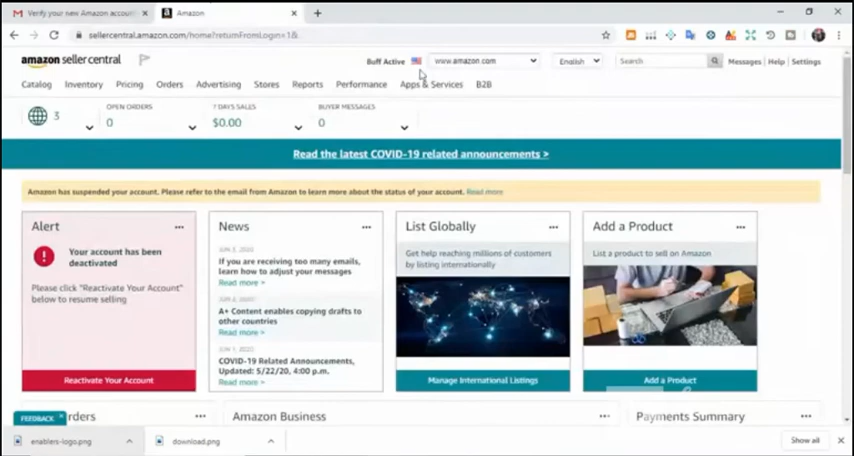 Verify your new Amazon account
Amazon
sellercentral.amazon.com/home?returnFromLogin=1&
amazon seller central
Buff Active
www.amazon.com
English
Search
Messages | Help | Settings
Catalog Inventory Pricing Orders Advertising Stores Reports Performance Apps & Services B2B
3
OPEN ORDERS
0
7 DAYS SALES
$0.00
BUYER MESSAGES
0
Read the latest COVID-19 related announcements >
Amazon has suspended your account. Please refer to the email from Amazon to learn more about the status of your account. Read more
Alert
Your account has been
deactivated
Please click "Reactivate Your Account"
below to resume selling
Reactivate Your Account
News
If you are receiving too many emails,
learn how to adjust your messages
Read more >
A+ Content enables copying drafts to
other countries
Read more >
JUN 1, 2020
COVID-19 Related Announcements,
Updated: 5/22/20, 4:00 p.m.
Read more >
List Globally
Get help reaching millions of customers
by listing internationally
Manage International Listings
Add a Product
List a product to sell on Amazon
Add a Product
FEEDBACK
rders
Amazon Business
Payments Summary
enablers-logo.png
download.png
Show all